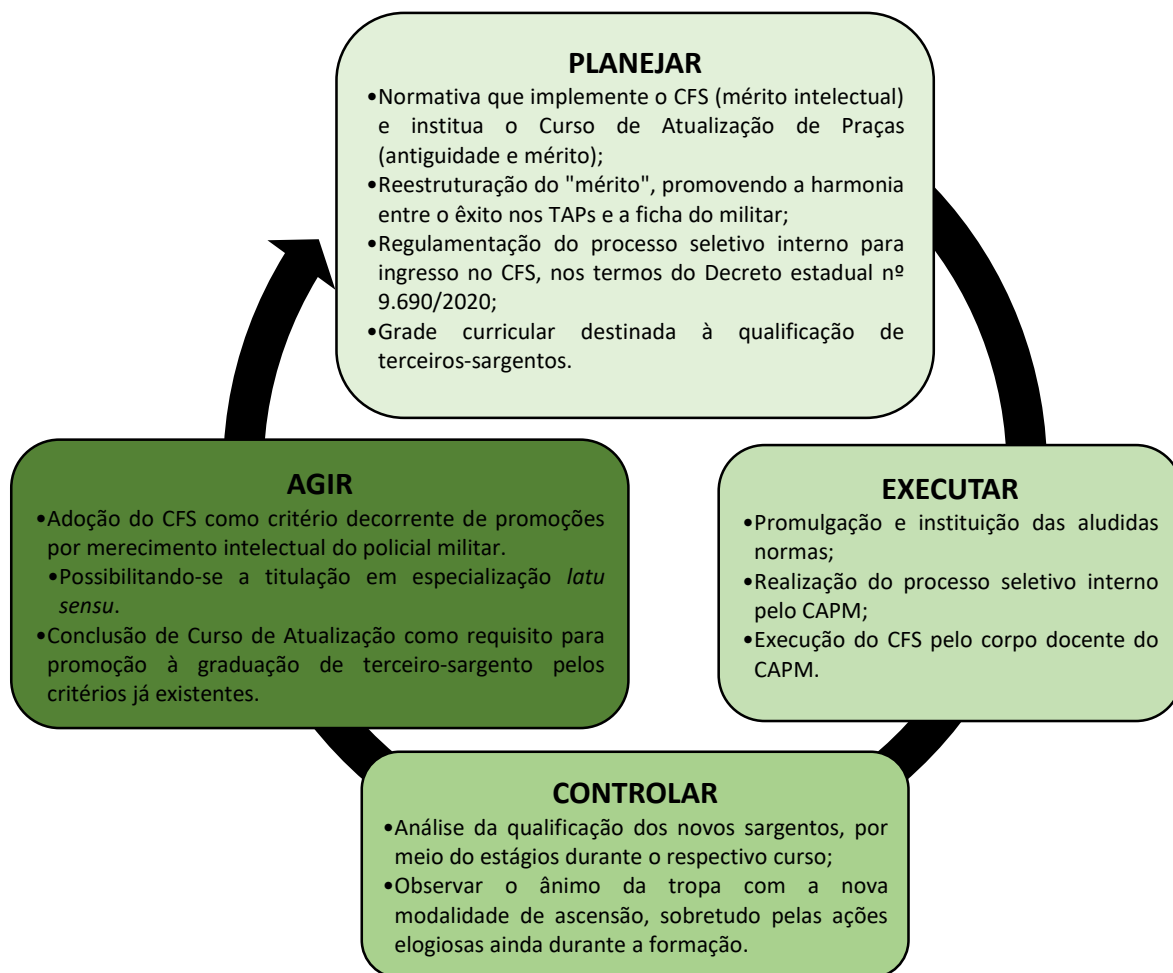 PLANEJAR
•Normativa que implemente o CFS (mérito intelectual)
e institua o Curso de Atualização de Praças
(antiguidade e mérito);
•Reestruturação do "mérito", promovendo a harmonia
entre o êxito nos TAPs e a ficha do militar;
•Regulamentação do processo seletivo interno para
ingresso no CFS, nos termos do Decreto estadual nº
9.690/2020;
•Grade curricular destinada à qualificação de
terceiros-sargentos.
EXECUTAR
•Promulgação e instituição das aludidas
normas;
•Realização do processo seletivo interno
pelo CAPM;
•Execução do CFS pelo corpo docente do
CAPM.
CONTROLAR
•Análise da qualificação dos novos sargentos, por
meio do estágios durante o respectivo curso;
•Observar o ânimo da tropa com a nova
modalidade de ascensão, sobretudo pelas ações
elogiosas ainda durante a formação.
AGIR
•Adoção do CFS como critério decorrente de promoções
por merecimento intelectual do policial militar.
•Possibilitando-se a titulação em especialização latu
sensu.
•Conclusão de Curso de Atualização como requisito para
promoção à graduação de terceiro-sargento pelos
critérios já existentes.